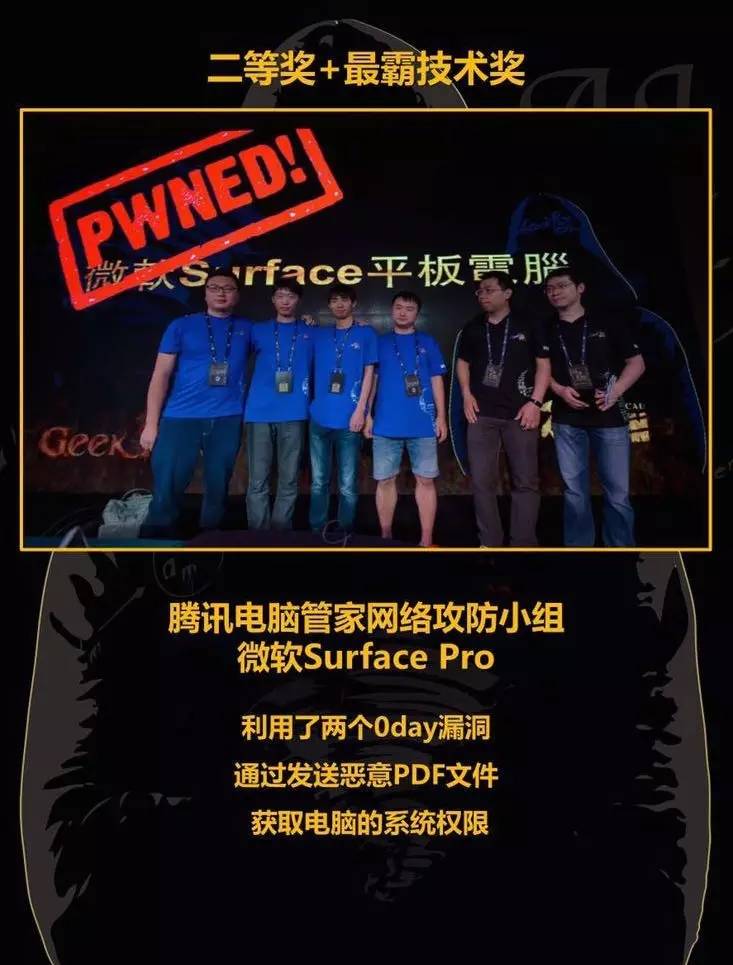 二等奖+最霸技术奖
PWNED!
微软Surface平板電腦
Geek
腾讯电脑管家网络攻防小组
微软Surface Pro
利用了两个0day漏洞
通过发送恶意PDF文件
获取电脑的系统权限